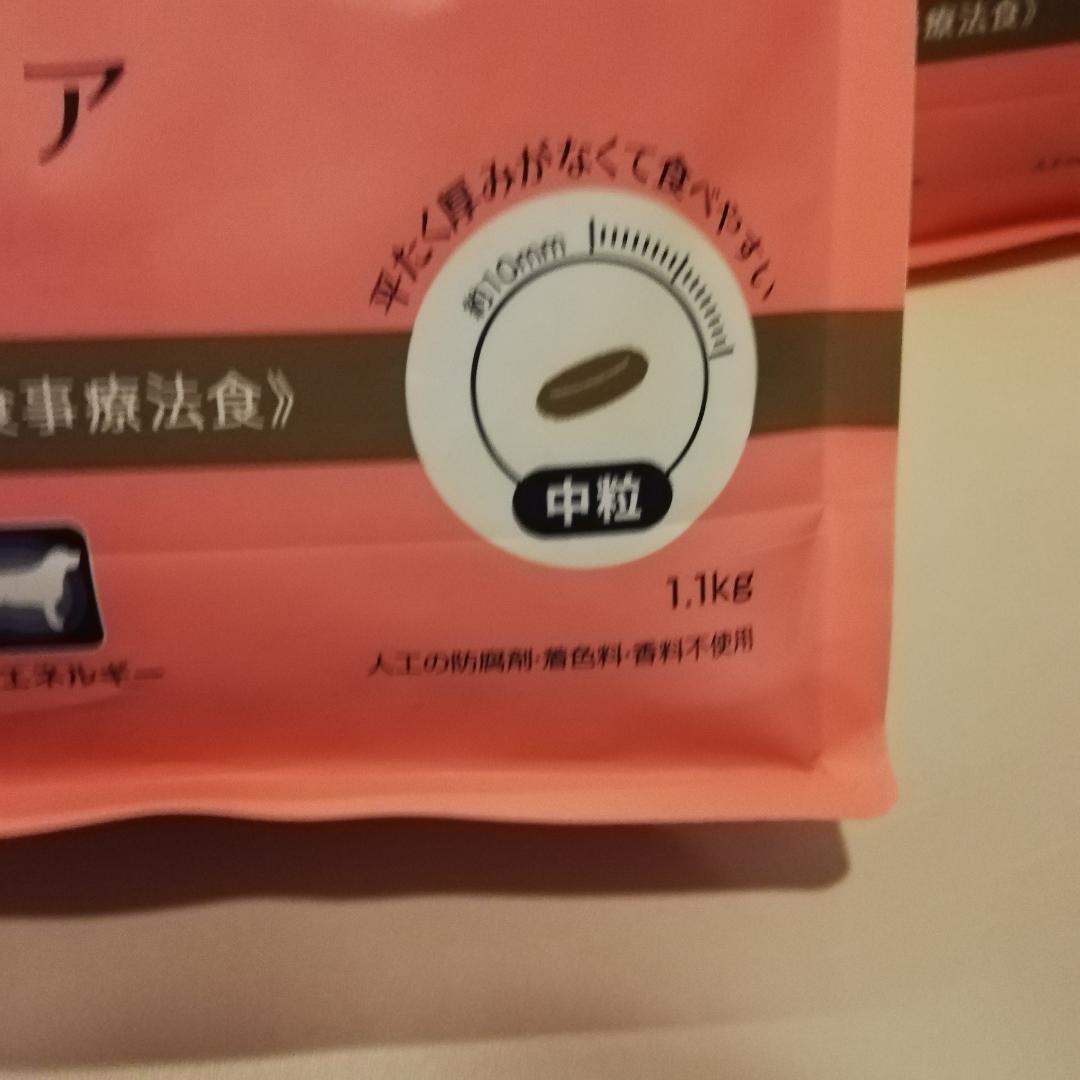 ア
療法食》
平たく厚みがなくて食べやすい
約10mm
食事療法食》
中粒
1.1kg
エネルギー
人工の防腐剤・着色料・香料不使用